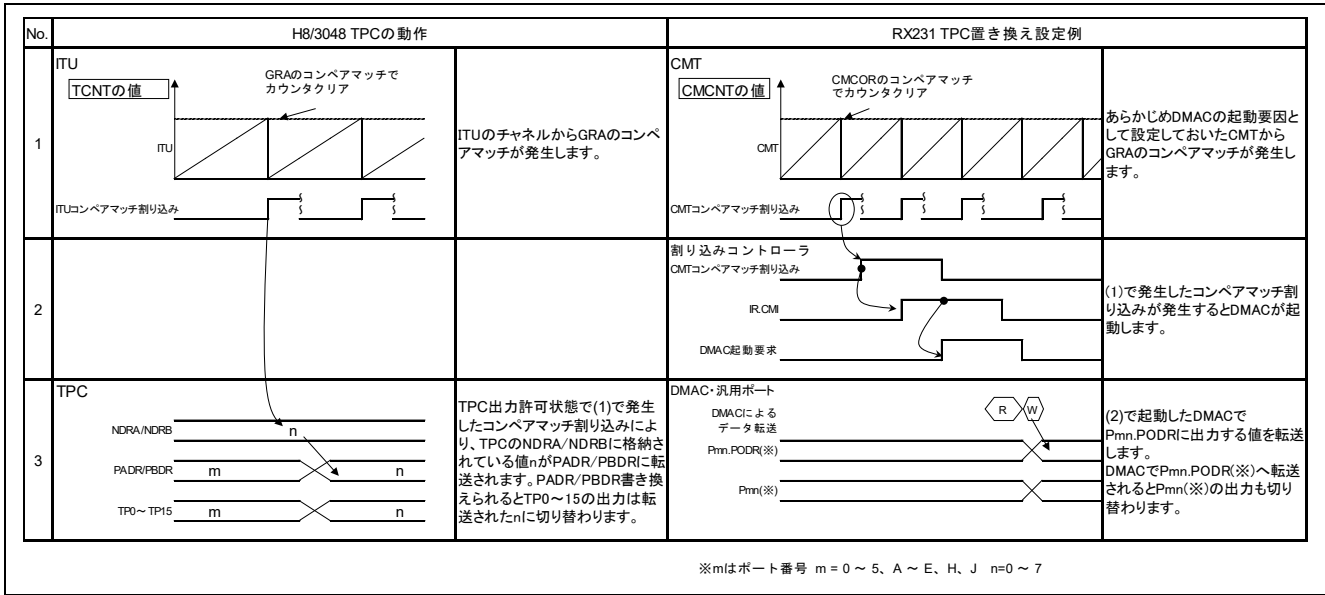 No.
H8/3048 TPCの動作
RX231 TPC置き換え設定例
1
ITU
TCNTの値
GRAのコンペアマッチで
カウンタクリア
ITU
ITUコンペアマッチ割り込み
ITUのチャネルからGRAのコンペ
アマッチが発生します。
CMT
CMCNTの値
CMCORのコンペアマッチ
でカウンタクリア
CMT
CMTコンペアマッチ割り込み
あらかじめDMACの起動要因と
して設定しておいたCMTから
GRAのコンペアマッチが発生し
ます。
2
割り込みコントローラ
CMTコンペアマッチ割り込み
IR.CMI
DMAC起動要求
(1)で発生したコンペアマッチ割
り込みが発生するとDMACが起
動します。
3
TPC
NDRA/NDRB
n
PADR/PBDR
m
n
TP0～TP15
m
n
TPC出力許可状態で(1)で発生
したコンペアマッチ割り込みによ
り、TPCのNDRA/NDRBに格納さ
れている値nがPADR/PBDRに転
送されます。PADR/PBDR書き換
えられるとTP0～15の出力は転
送されたnに切り替わります。
DMAC・汎用ポート
DMACによる
データ転送
R
W
Pmn.PODR(※)
Pmn(※)
(2)で起動したDMACで
Pmn.PODRに出力する値を転送
します。
DMACでPmn.PODR(※)へ転送
されるとPmn(※)の出力も切り
替わります。
※mはポート番号 m = 0 ～ 5、A ～ E、H、J n=0 ～ 7